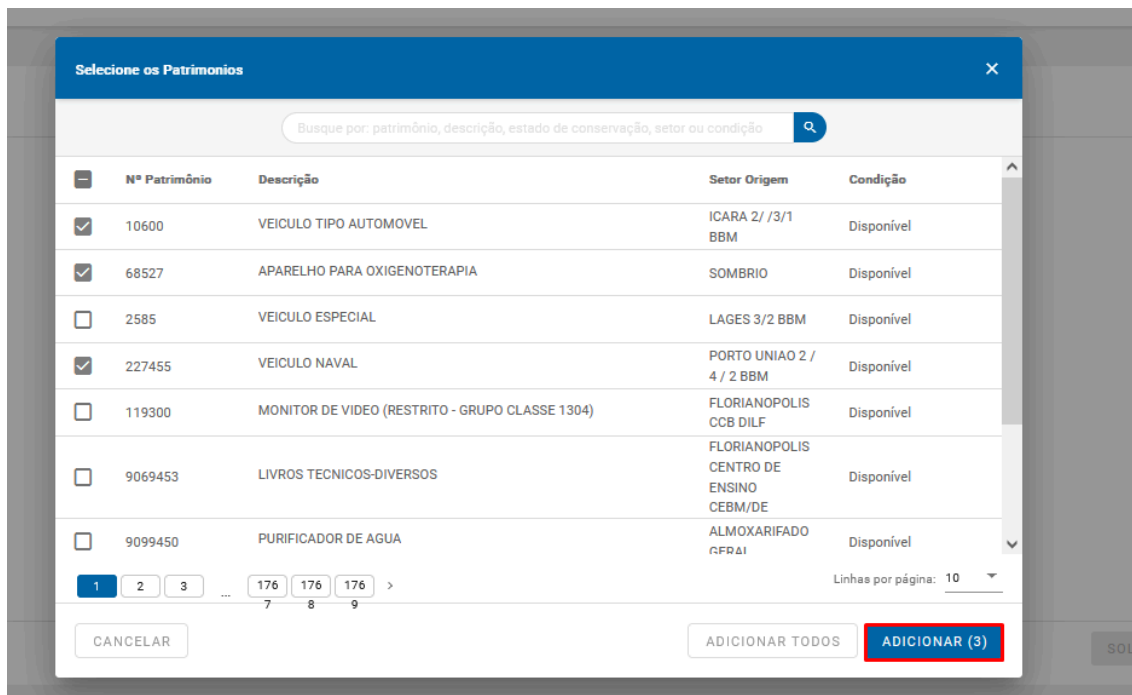 Selecione os Patrimonios
Busque por: patrimônio, descrição, estado de conservação, setor ou condição
Nº Patrimônio Descrição Setor Origem Condição
10600 VEICULO TIPO AUTOMOVEL ICARA 2/ /3/1 Disponível
BBM
68527 APARELHO PARA OXIGENOTERAPIA SOMBRIO Disponível
2585 VEICULO ESPECIAL LAGES 3/2 BBM Disponível
227455 VEICULO NAVAL PORTO UNIAO 2 / Disponível
4 / 2 BBM
119300 MONITOR DE VIDEO (RESTRITO - GRUPO CLASSE 1304) FLORIANOPOLIS Disponível
CCB DILF
9069453 LIVROS TECNICOS-DIVERSOS FLORIANOPOLIS Disponível
CENTRO DE
ENSINO
CEBM/DE
9099450 PURIFICADOR DE AGUA ALMOXARIFADO Disponível
GERAL
1 2 3 ... 176 176 176 > Linhas por página: 10
7 8 9
CANCELAR ADICIONAR TODOS ADICIONAR (3)